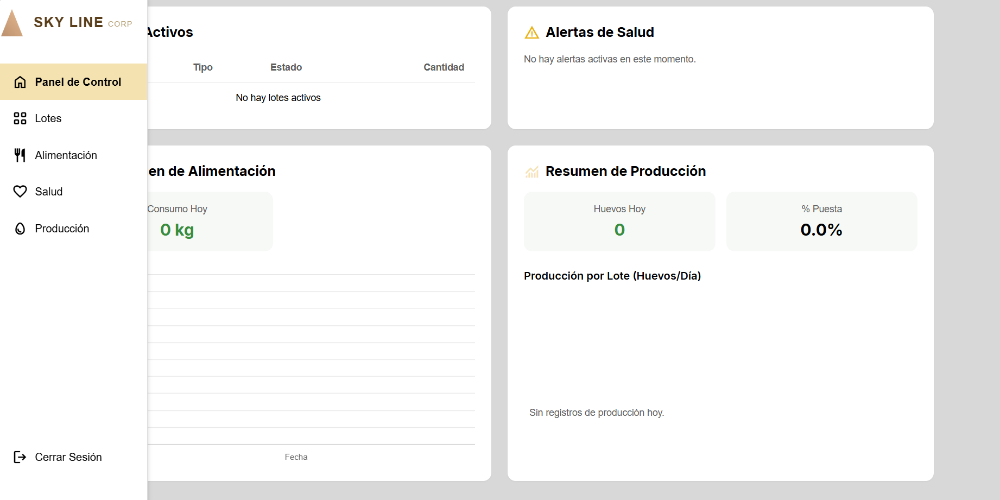 SKY LINE CORP
Panel de Control
Lotes
Alimentación
Salud
Producción
Cerrar Sesión
Activos
Tipo Estado Cantidad
No hay lotes activos
Alertas de Salud
No hay alertas activas en este momento.
en de Alimentación
Consumo Hoy
0 kg
Fecha
Resumen de Producción
Huevos Hoy
0
% Puesta
0.0%
Producción por Lote (Huevos/Día)
Sin registros de producción hoy.